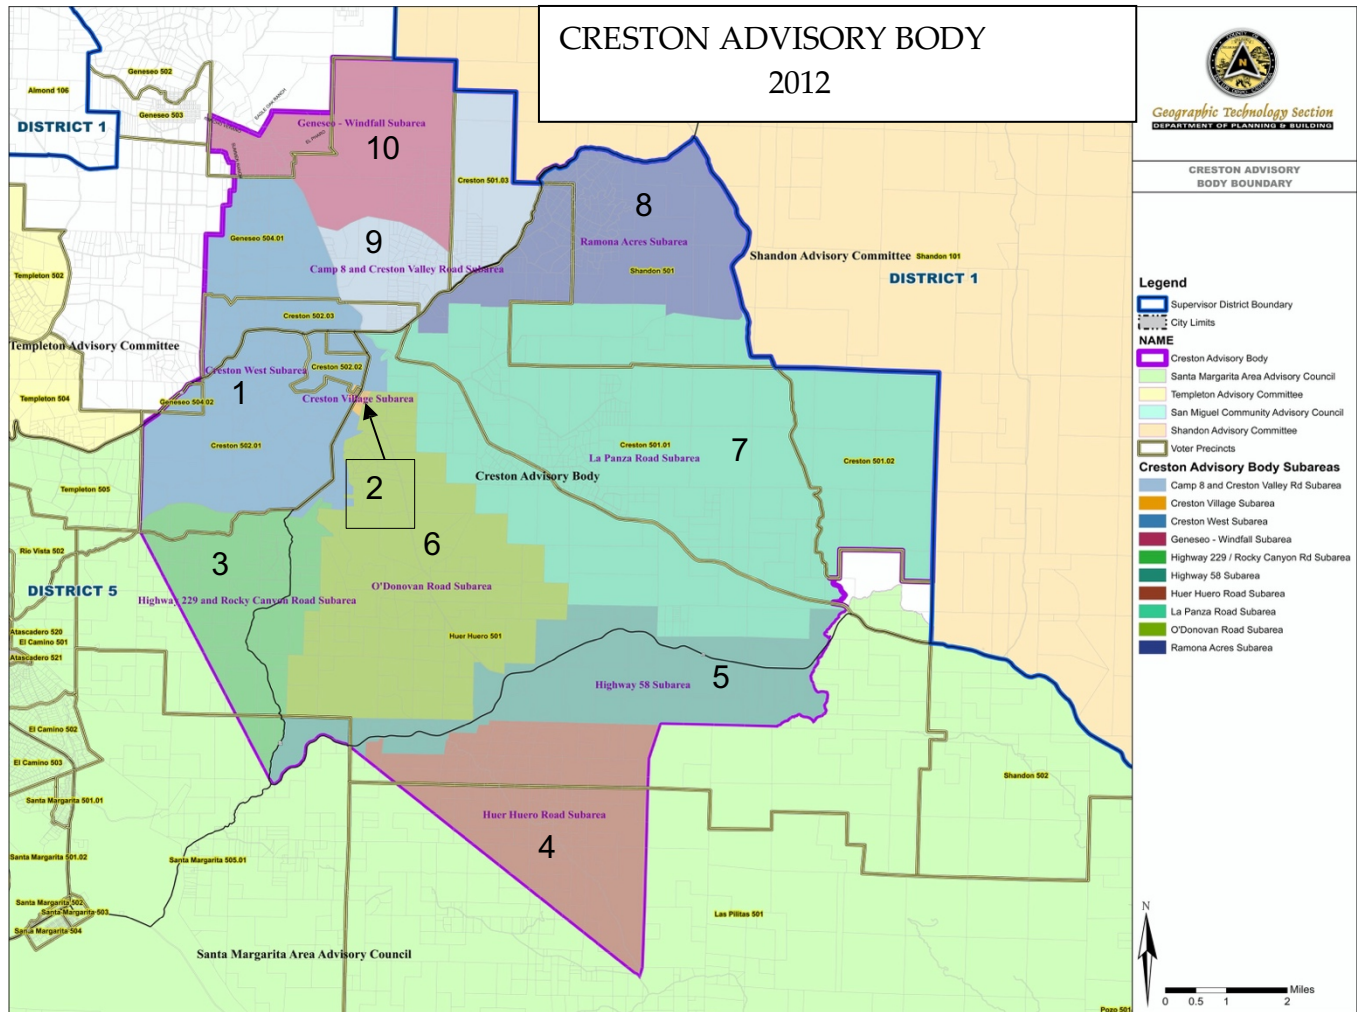 CRESTON ADVISORY BODY
2012
Geographic Technology Section
DEPARTMENT OF PLANNING & BUILDING
CRESTON ADVISORY
BODY BOUNDARY
Legend
Supervisor District Boundary
City Limits
NAME
Creston Advisory Body
Santa Margarita Area Advisory Council
Templeton Advisory Committee
San Miguel Community Advisory Council
Shandon Advisory Committee
Voter Precincts
Creston Advisory Body Subareas
Camp 8 and Creston Valley Rd Subarea
Creston Village Subarea
Creston West Subarea
Geneseo - Windfall Subarea
Highway 229 / Rocky Canyon Rd Subarea
Highway 58 Subarea
Huer Huero Road Subarea
La Panza Road Subarea
O'Donovan Road Subarea
Ramona Acres Subarea
N
Miles
0 0.5 1 2
Geneseo 502
Almond 106
Geneseo 503
EAGLE OAK RANCH
DISTRICT 1
Geneseo - Windfall Subarea
EL PHARO
10
Creston 501.03
8
Geneseo 504.01
9
Ramona Acres Subarea
Shandon Advisory Committee
Shandon 101
Templeton 502
Camp 8 and Creston Valley Road Subarea
Shandon 501
DISTRICT 1
Creston 502.03
Templeton Advisory Committee
Creston West Subarea
Creston 502.02
1
Templeton 504
Geneseo 504.02
Creston Village Subarea
Creston 502.01
Creston 501.01
7
La Panza Road Subarea
Creston 501.02
Creston Advisory Body
2
Templeton 505
6
Rio Vista 502
3
DISTRICT 5
O'Donovan Road Subarea
Highway 229 and Rocky Canyon Road Subarea
Atascadero 520
El Camino 501
Huer Huero 501
Atascadero 521
5
Highway 58 Subarea
El Camino 502
El Camino 503
Shandon 502
Santa Margarita 501.01
Huer Huero Road Subarea
4
Santa Margarita 501.02
Santa Margarita 505.01
Santa Margarita 502
Santa Margarita 503
Las Pilitas 501
Santa Margarita 504
Santa Margarita Area Advisory Council
Pozo 501